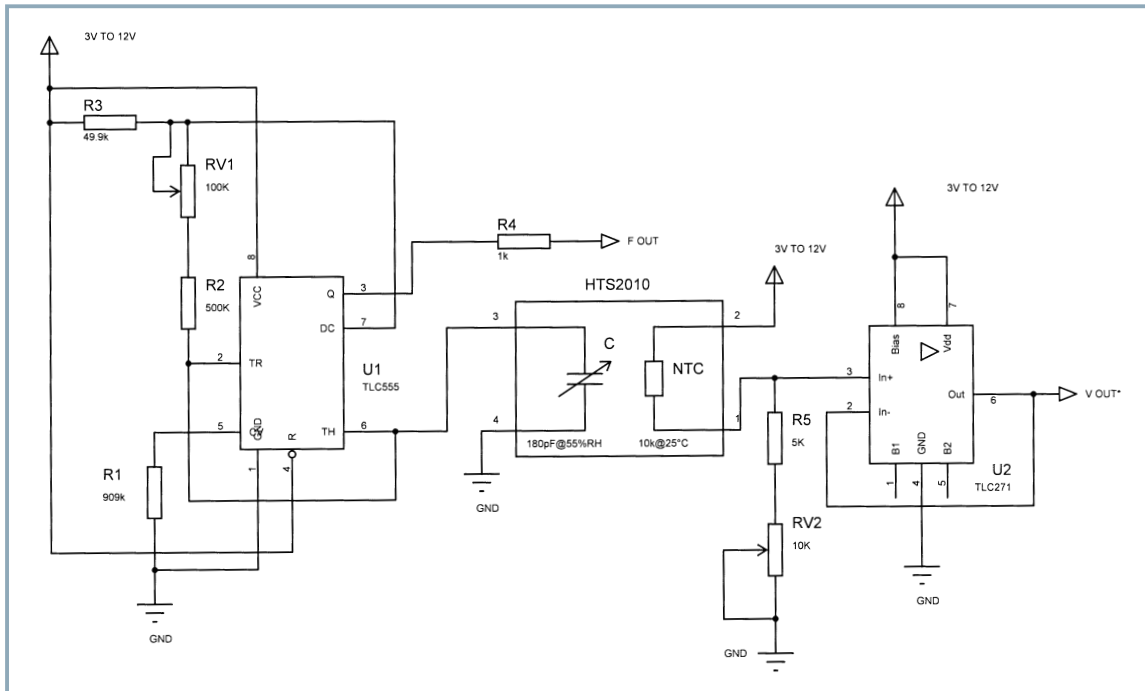 3V TO 12V
R3
49.9k
RV1
100K
R2
500K
8
VCC
Q
3
DC
7
2
TR
U1
TLC555
5
CV
GND
R
TH
6
1
4
R1
909k
GND
R4
1k
F OUT
HTS2010
3
C
4
180pF@55%RH
NTC
10k@25°C
2
1
GND
3V TO 12V
R5
5K
RV2
10K
GND
3V TO 12V
8
7
Bias
Vdd
3
In+
2
In-
Out
6
V OUT*
B1
GND
B2
1
4
5
U2
TLC271
GND